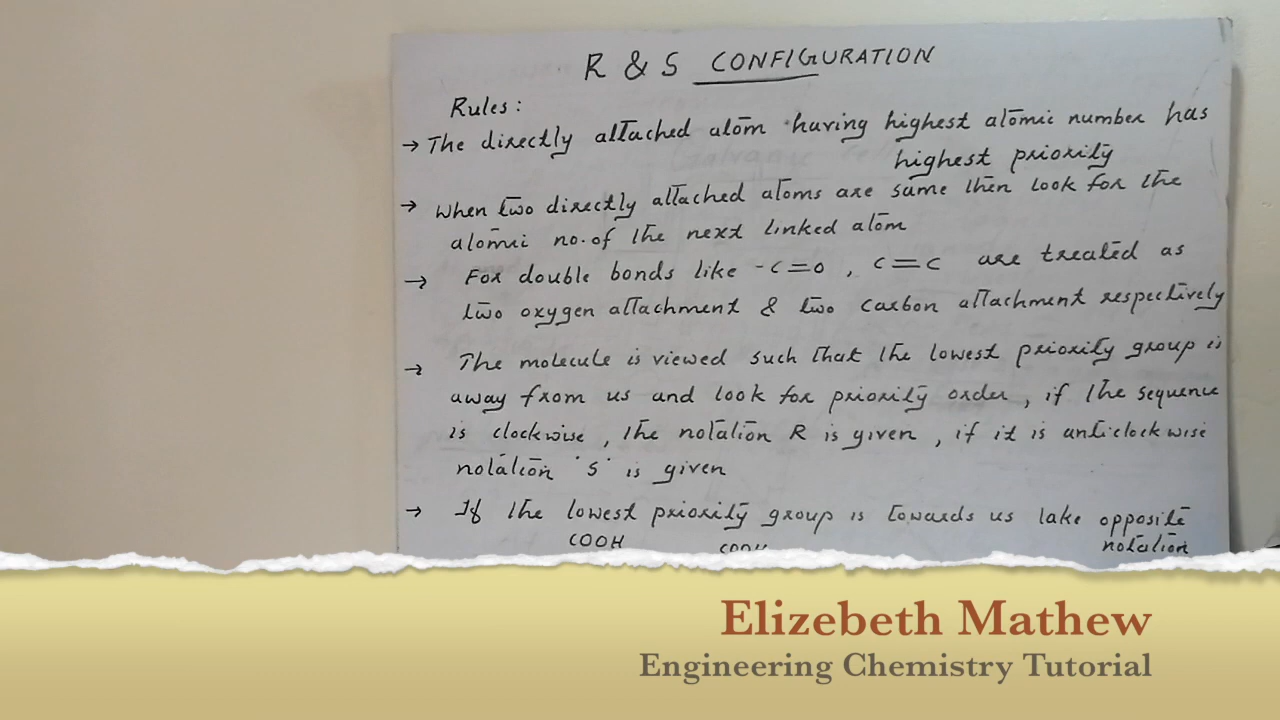 R & S CONFIGURATION
Rules:
→ The directly attached atom having highest atomic number has
highest priority
→ When two directly attached atoms are same then look for the
atomic no. of the next linked atom
→ For double bonds like -C=O, C=C are treated as
two oxygen attachment & two carbon attachment respectively
→ The molecule is viewed such that the lowest priority group is
away from us and look for priority order, if the sequence
is clockwise, the notation R is given, if it is anticlockwise
notation 'S' is given
→ If the lowest priority group is towards us take opposite
notation
COOH COOH
Elizebeth Mathew
Engineering Chemistry Tutorial